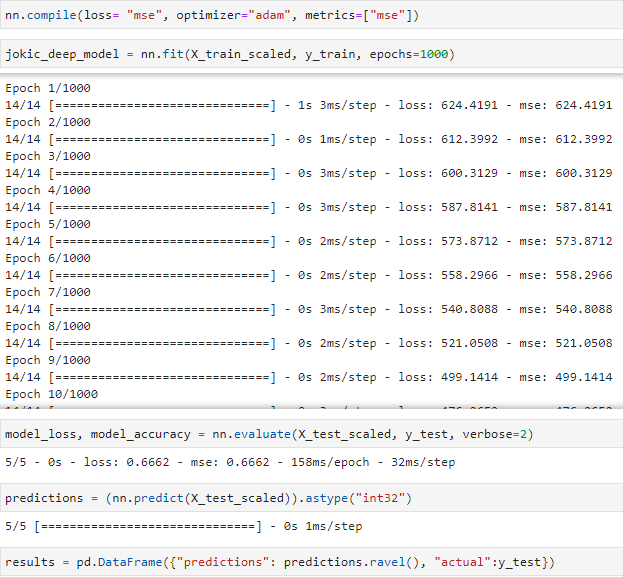 nn.compile(loss= "mse", optimizer="adam", metrics=["mse"])
jokic_deep_model = nn.fit(X_train_scaled, y_train, epochs=1000)
Epoch 1/1000
14/14 [==============================] - 1s 3ms/step - loss: 624.4191 - mse: 624.4191
Epoch 2/1000
14/14 [==============================] - 0s 1ms/step - loss: 612.3992 - mse: 612.3992
Epoch 3/1000
14/14 [==============================] - 0s 3ms/step - loss: 600.3129 - mse: 600.3129
Epoch 4/1000
14/14 [==============================] - 0s 3ms/step - loss: 587.8141 - mse: 587.8141
Epoch 5/1000
14/14 [==============================] - 0s 2ms/step - loss: 573.8712 - mse: 573.8712
Epoch 6/1000
14/14 [==============================] - 0s 2ms/step - loss: 558.2966 - mse: 558.2966
Epoch 7/1000
14/14 [==============================] - 0s 3ms/step - loss: 540.8088 - mse: 540.8088
Epoch 8/1000
14/14 [==============================] - 0s 2ms/step - loss: 521.0508 - mse: 521.0508
Epoch 9/1000
14/14 [==============================] - 0s 2ms/step - loss: 499.1414 - mse: 499.1414
Epoch 10/1000
model_loss, model_accuracy = nn.evaluate(X_test_scaled, y_test, verbose=2)
5/5 - 0s - loss: 0.6662 - mse: 0.6662 - 158ms/epoch - 32ms/step
predictions = (nn.predict(X_test_scaled)).astype("int32")
5/5 [==============================] - 0s 1ms/step
results = pd.DataFrame({"predictions": predictions.ravel(), "actual":y_test})